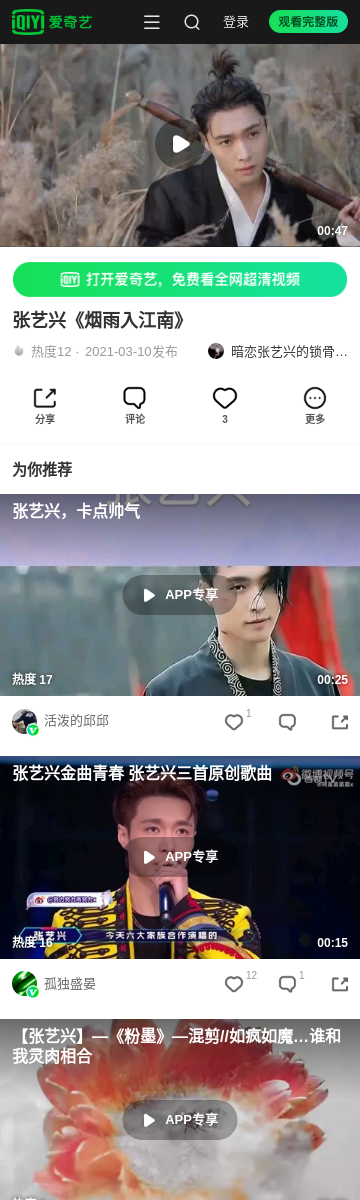 iQIY 爱奇艺 登录 观看完整版
00:47
iQIY 打开爱奇艺，免费看全网超清视频
张艺兴《烟雨入江南》
热度12 · 2021-03-10发布 暗恋张艺兴的锁骨…
分享 评论 3 更多
为你推荐
张艺兴
张艺兴，卡点帅气
APP专享
热度 17 00:25
活泼的邱邱 1
张艺兴金曲青春 张艺兴三首原创歌曲
微博视频号
APP专享
张艺兴 今天六大家族合作演唱的
热度 16 00:15
孤独盛晏 12 1
【张艺兴】—《粉墨》—混剪//如疯如魔…谁和
我灵肉相合
APP专享